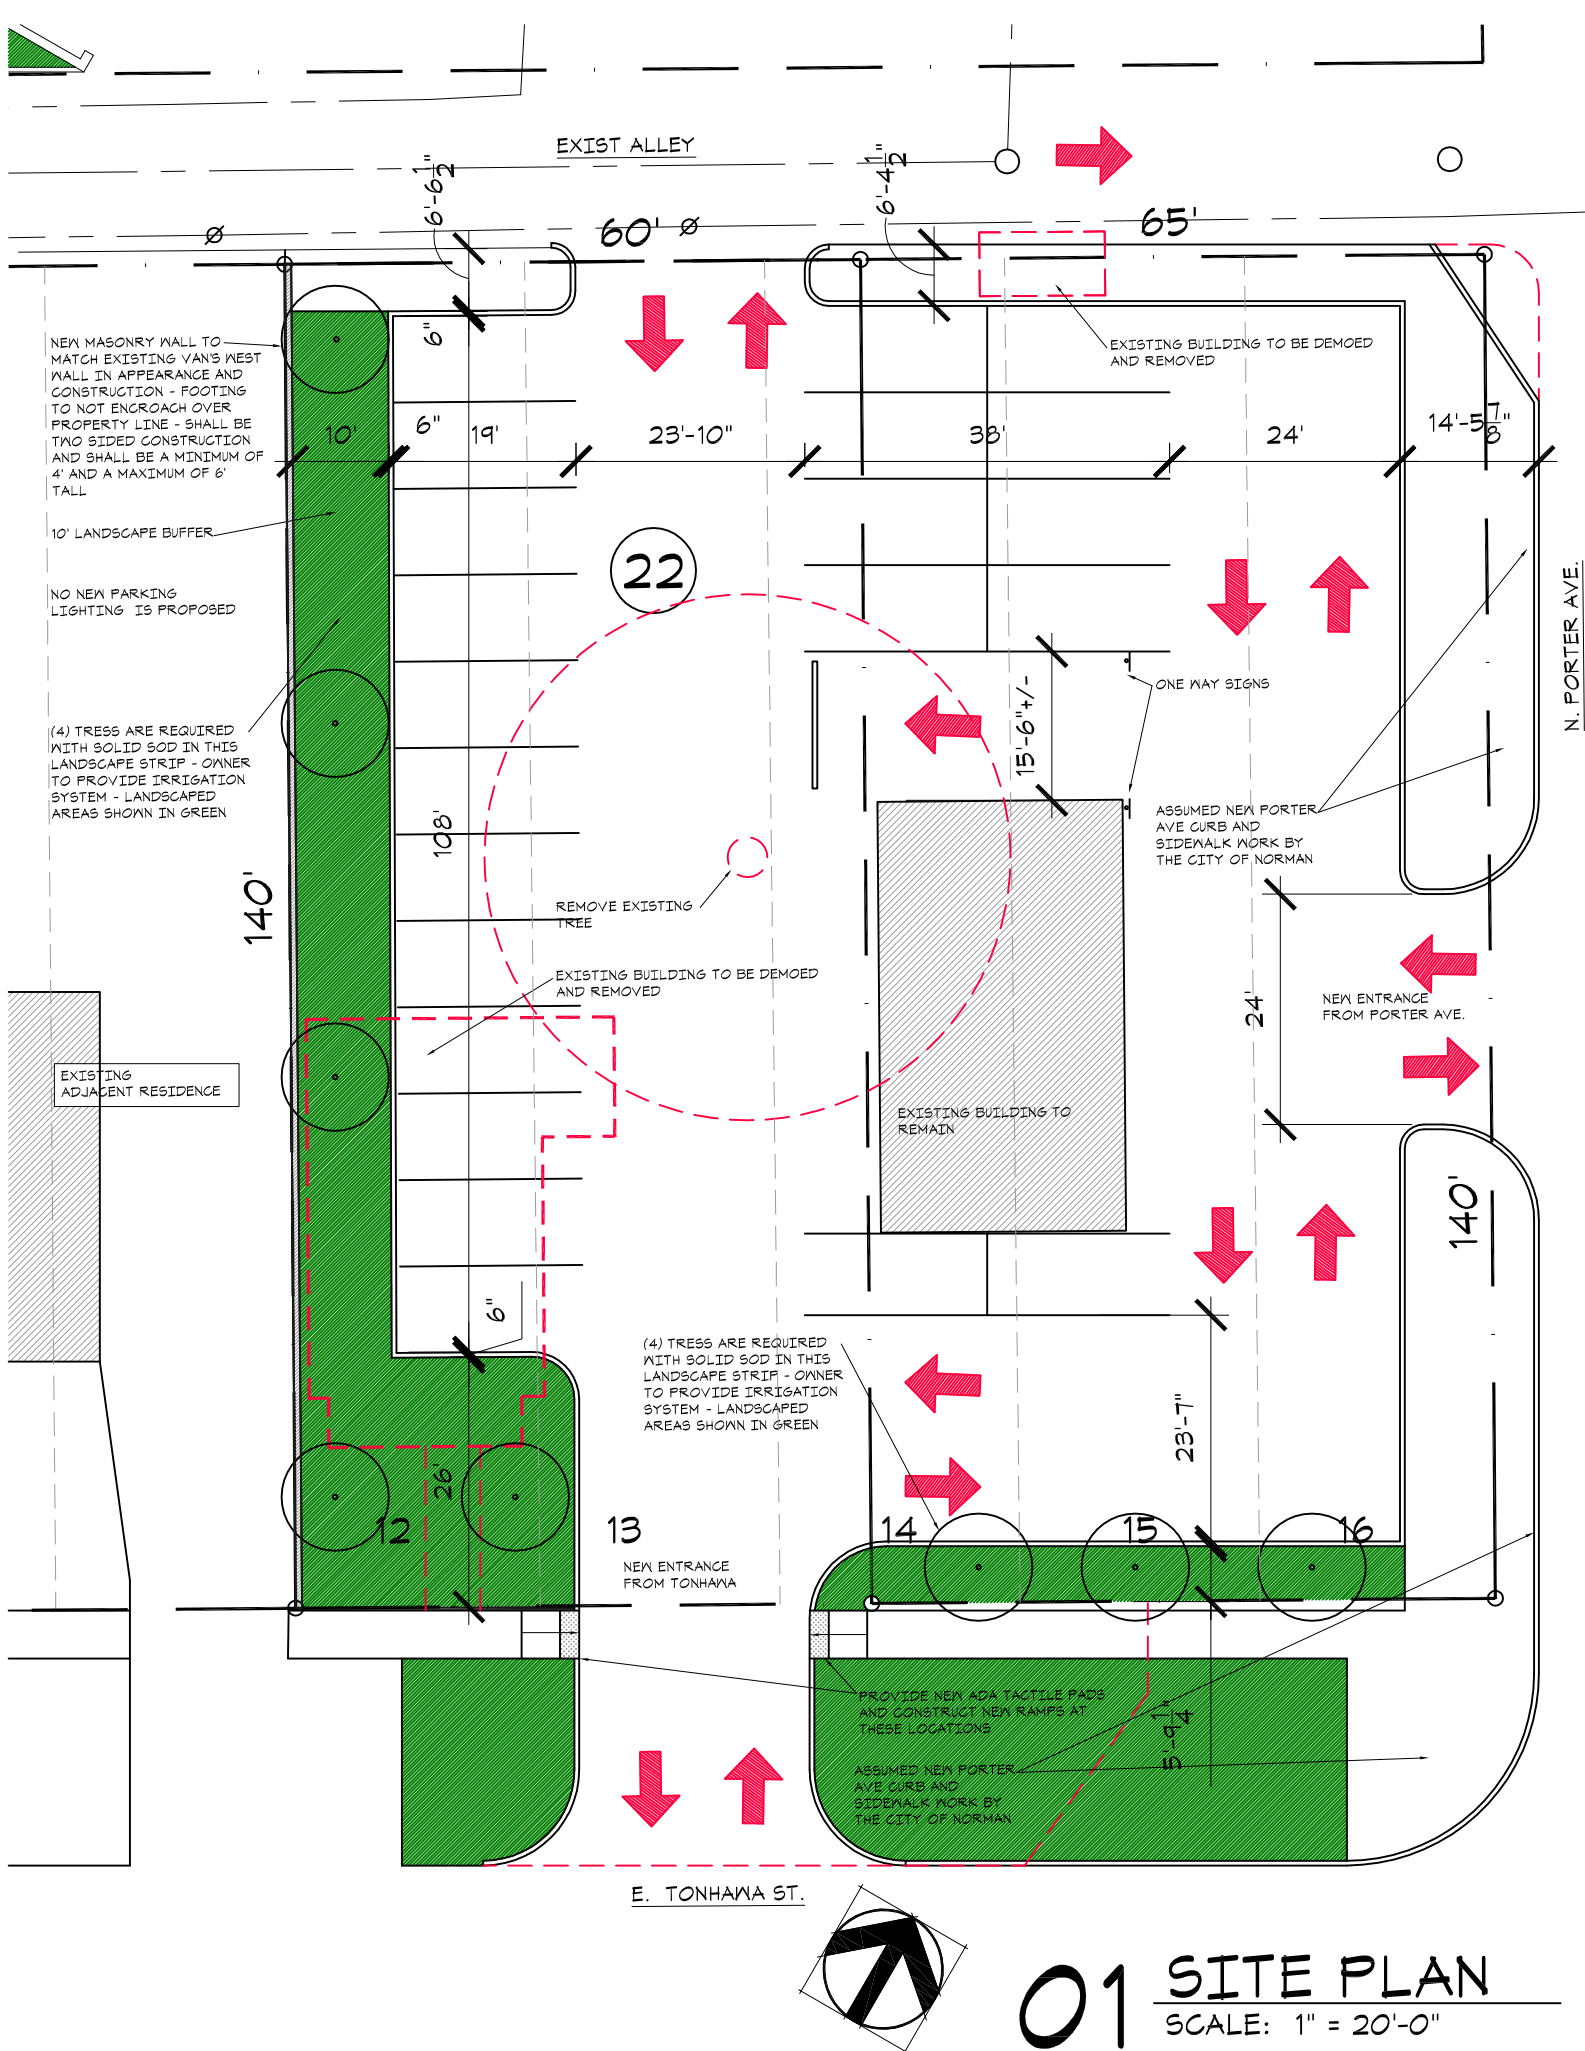 EXIST ALLEY
6'-6 1/2"
6'-4 1/2"
60'
65'
6"
NEW MASONRY WALL TO
MATCH EXISTING VAN'S WEST
WALL IN APPEARANCE AND
CONSTRUCTION - FOOTING
TO NOT ENCROACH OVER
PROPERTY LINE - SHALL BE
TWO SIDED CONSTRUCTION
AND SHALL BE A MINIMUM OF
4' AND A MAXIMUM OF 6'
TALL
EXISTING BUILDING TO BE DEMOED
AND REMOVED
10'
6"
19'
23'-10"
38'
24'
14'-5 7/8"
10' LANDSCAPE BUFFER
22
NO NEW PARKING
LIGHTING IS PROPOSED
N. PORTER AVE.
ONE WAY SIGNS
15'-6"+/-
(4) TRESS ARE REQUIRED
WITH SOLID SOD IN THIS
LANDSCAPE STRIP - OWNER
TO PROVIDE IRRIGATION
SYSTEM - LANDSCAPED
AREAS SHOWN IN GREEN
108'
ASSUMED NEW PORTER
AVE CURB AND
SIDEWALK WORK BY
THE CITY OF NORMAN
140'
REMOVE EXISTING
TREE
EXISTING BUILDING TO BE DEMOED
AND REMOVED
24'
NEW ENTRANCE
FROM PORTER AVE.
EXISTING
ADJACENT RESIDENCE
EXISTING BUILDING TO
REMAIN
140'
6"
(4) TRESS ARE REQUIRED
WITH SOLID SOD IN THIS
LANDSCAPE STRIP - OWNER
TO PROVIDE IRRIGATION
SYSTEM - LANDSCAPED
AREAS SHOWN IN GREEN
23'-7"
26'
12
13
14
15
16
NEW ENTRANCE
FROM TONHAWA
PROVIDE NEW ADA TACTILE PADS
AND CONSTRUCT NEW RAMPS AT
THESE LOCATIONS
5'-9 1/4"
ASSUMED NEW PORTER
AVE CURB AND
SIDEWALK WORK BY
THE CITY OF NORMAN
E. TONHAWA ST.
01
SITE PLAN
SCALE: 1" = 20'-0"